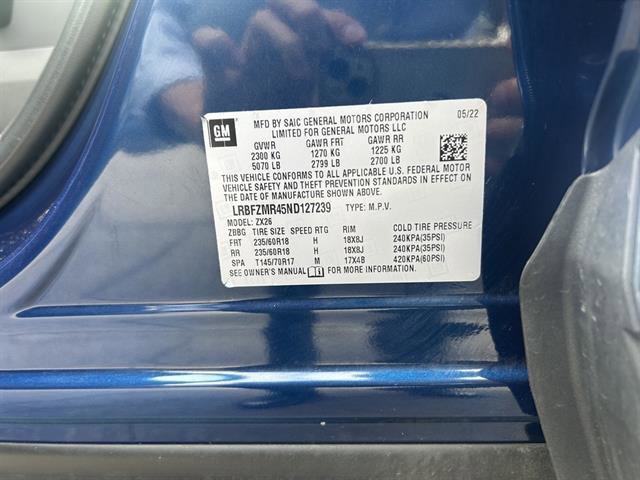 GM
MFD BY SAIC GENERAL MOTORS CORPORATION 05/22
LIMITED FOR GENERAL MOTORS LLC
GVWR GAWR FRT GAWR RR
2300 KG 1270 KG 1225 KG
5070 LB 2799 LB 2700 LB
THIS VEHICLE CONFORMS TO ALL APPLICABLE U.S. FEDERAL MOTOR
VEHICLE SAFETY AND THEFT PREVENTION STANDARDS IN EFFECT ON THE
DATE OF MANUFACTURE SHOWN ABOVE.
LRBFZMR45ND127239 TYPE: M.P.V.
MODEL: ZX26
ZBBG TIRE SIZE SPEED RTG RIM COLD TIRE PRESSURE
FRT 235/60R18 H 18X8J 240KPA(35PSI)
RR 235/60R18 H 18X8J 240KPA(35PSI)
SPA T145/70R17 M 17X4B 420KPA(60PSI)
SEE OWNER'S MANUAL FOR MORE INFORMATION.